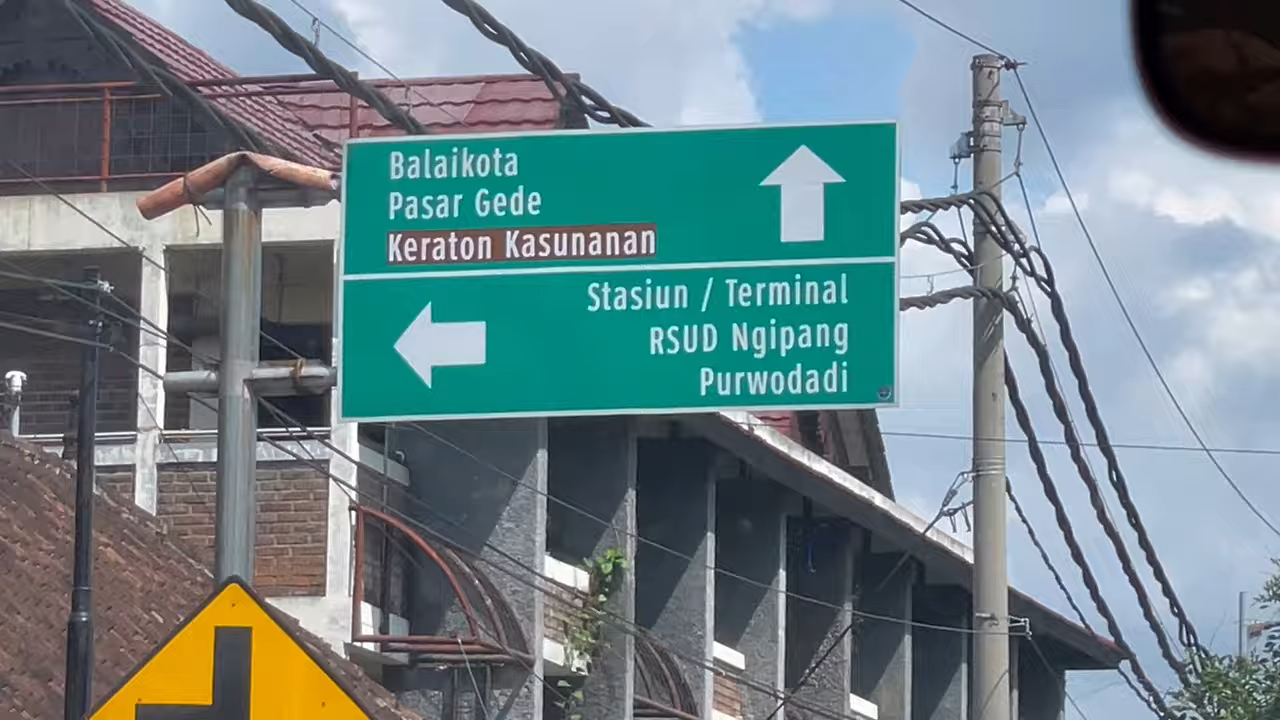 Balaikota
Pasar Gede
Keraton Kasunanan
Stasiun / Terminal
RSUD Ngipang
Purwodadi